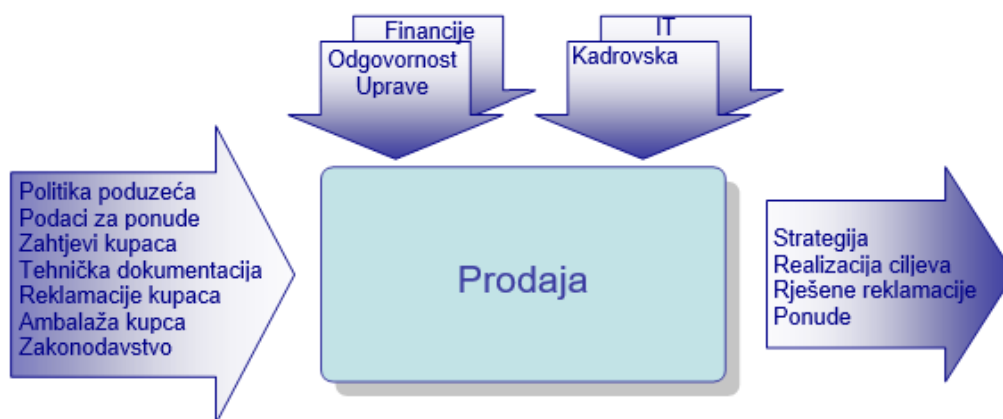 Financije
Odgovornost
Uprave
IT
Kadrovska
Politika poduzeća
Podaci za ponude
Zahtjevi kupaca
Tehnička dokumentacija
Reklamacije kupaca
Ambalaža kupca
Zakonodavstvo
Prodaja
Strategija
Realizacija ciljeva
Rješene reklamacije
Ponude